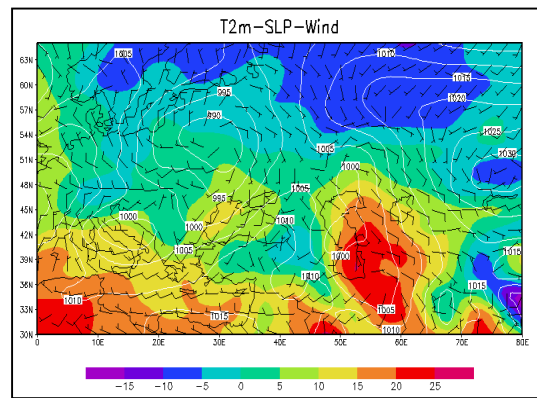 T2m-SLP-Wind
63N
1005
1010
60N
995
1015
57N
1020
54N
990
1025
51N
1005
1030
48N
1000
45N
995
1005
42N
1000
1000
1010
39N
1005
1000
1015
36N
1010
1015
33N
1010
1015
1005
1010
30N
0 10E 20E 30E 40E 50E 60E 70E 80E
-15 -10 -5 0 5 10 15 20 25